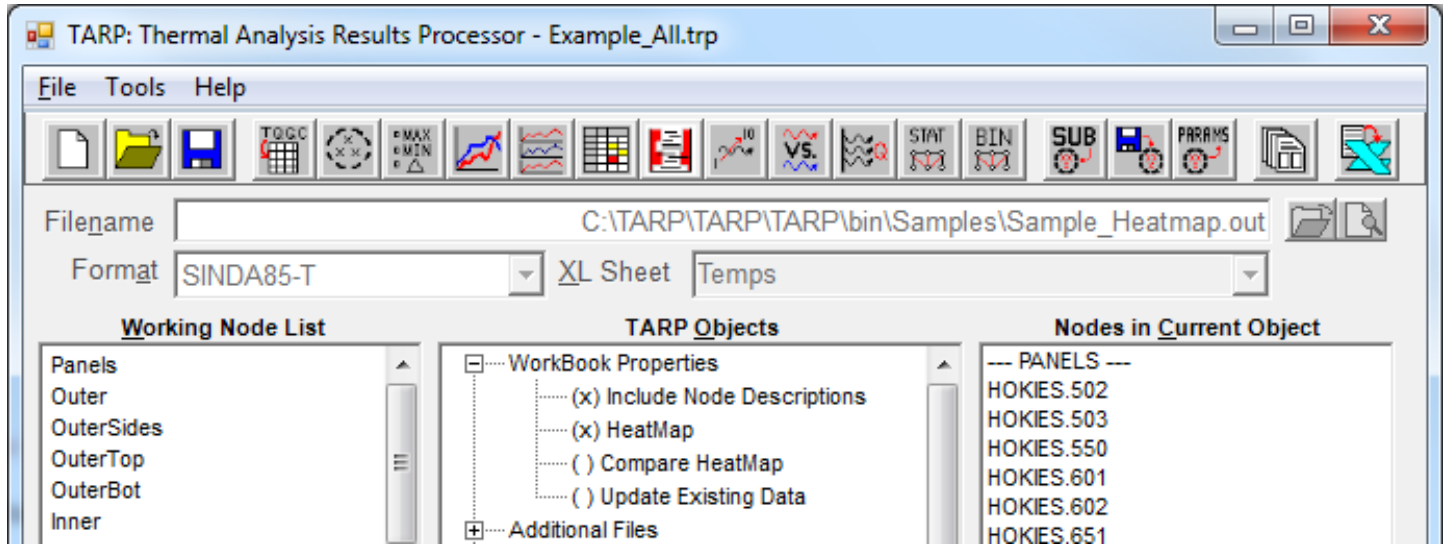 TARP: Thermal Analysis Results Processor - Example_All.trp
File Tools Help
TQGC MAX MIN Δ 10 VS. Q STAT BIN SUB PARAMS
Filename C:\TARP\TARP\TARP\bin\Samples\Sample_Heatmap.out
Format SINDA85-T XL Sheet Temps
Working Node List TARP Objects Nodes in Current Object
Panels WorkBook Properties --- PANELS ---
Outer (x) Include Node Descriptions HOKIES.502
OuterSides (x) HeatMap HOKIES.503
OuterTop ( ) Compare HeatMap HOKIES.550
OuterBot ( ) Update Existing Data HOKIES.601
Inner Additional Files HOKIES.602
HOKIES.651